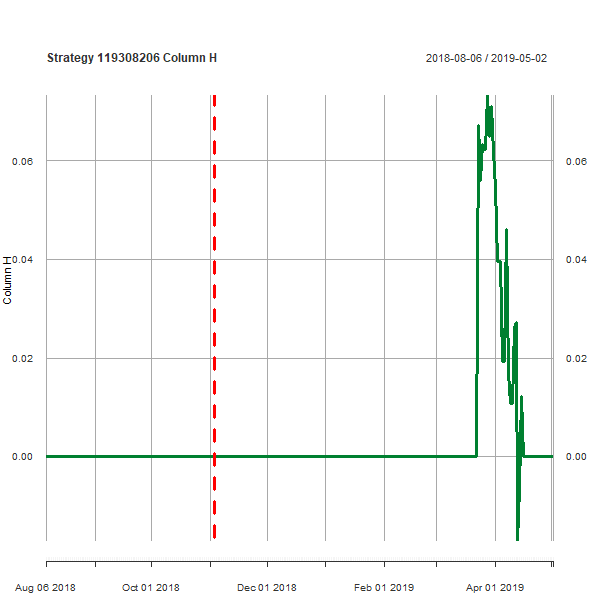 Strategy 119308206 Column H
2018-08-06 / 2019-05-02
0.06
0.06
0.04
0.04
Column H
0.02
0.02
0.00
0.00
Aug 06 2018
Oct 01 2018
Dec 01 2018
Feb 01 2019
Apr 01 2019